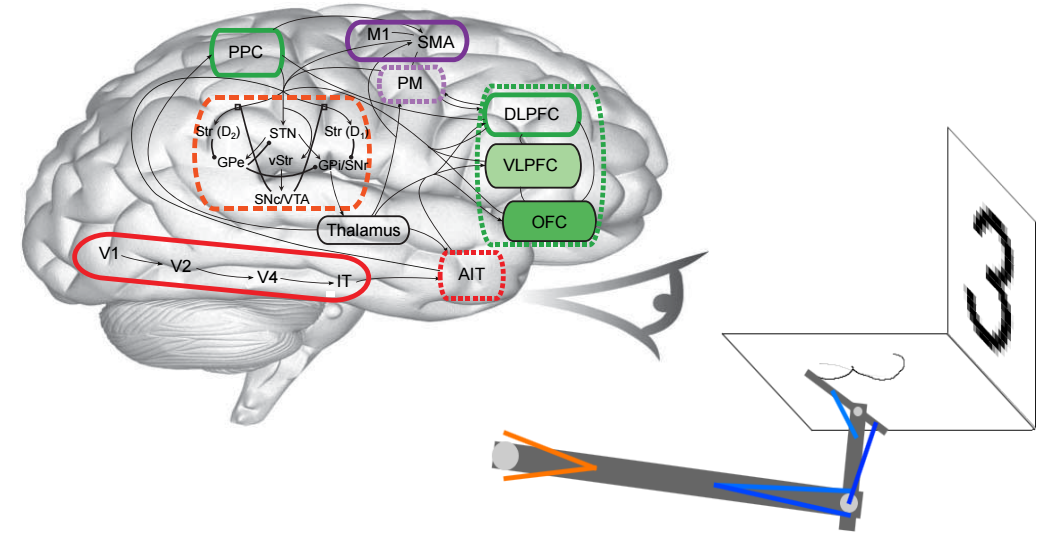 M1
SMA
PPC
PM
DLPFC
Str (D2)
STN
Str (D1)
GPe
vStr
GPi/SNr
VLPFC
SNc/VTA
OFC
Thalamus
V1
V2
V4
IT
AIT
3